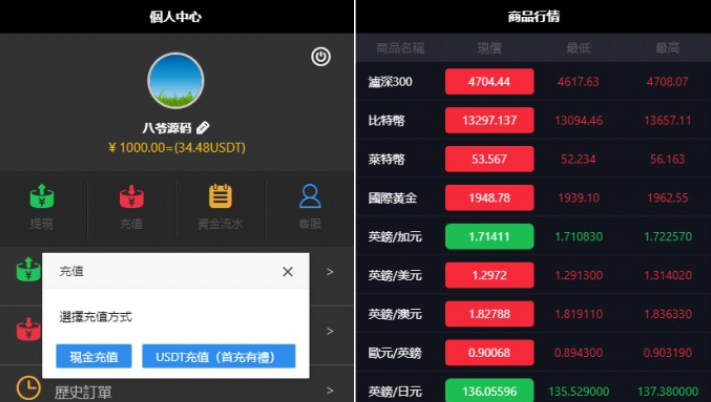 個人中心
八爷源码
¥ 1000.00=(34.48USDT)
提現
充值
資金流水
客服
充值
選擇充值方式
現金充值
USDT充值（首充有禮）
歷史訂單
商品行情
商品名稱 現價 最低 最高
滬深300 4704.44 4617.63 4708.07
比特幣 13297.137 13094.46 13657.11
萊特幣 53.567 52.234 56.163
國際黃金 1948.78 1939.10 1962.55
英鎊/加元 1.71411 1.710830 1.722570
英鎊/美元 1.2972 1.291300 1.314020
英鎊/澳元 1.82788 1.819110 1.836330
歐元/英鎊 0.90068 0.894300 0.903190
英鎊/日元 136.05596 135.529000 137.380000